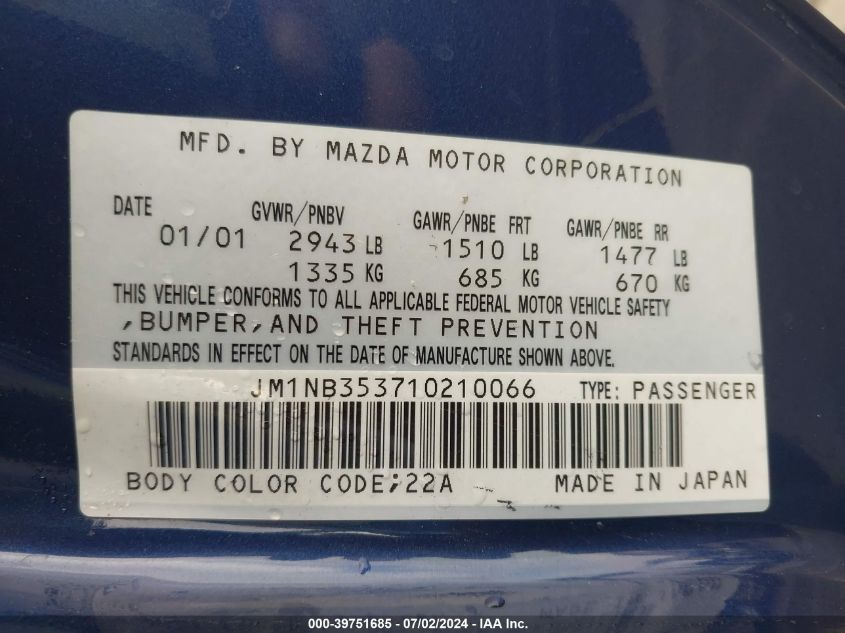 MFD. BY MAZDA MOTOR CORPORATION
DATE GVWR/PNBV GAWR/PNBE FRT GAWR/PNBE RR
01/01 2943 LB 1510 LB 1477 LB
1335 KG 685 KG 670 KG
THIS VEHICLE CONFORMS TO ALL APPLICABLE FEDERAL MOTOR VEHICLE SAFETY
,BUMPER,AND THEFT PREVENTION
STANDARDS IN EFFECT ON THE DATE OF MANUFACTURE SHOWN ABOVE.
JM1NB353710210066 TYPE: PASSENGER
BODY COLOR CODE;22A MADE IN JAPAN
000-39751685 - 07/02/2024 - IAA Inc.